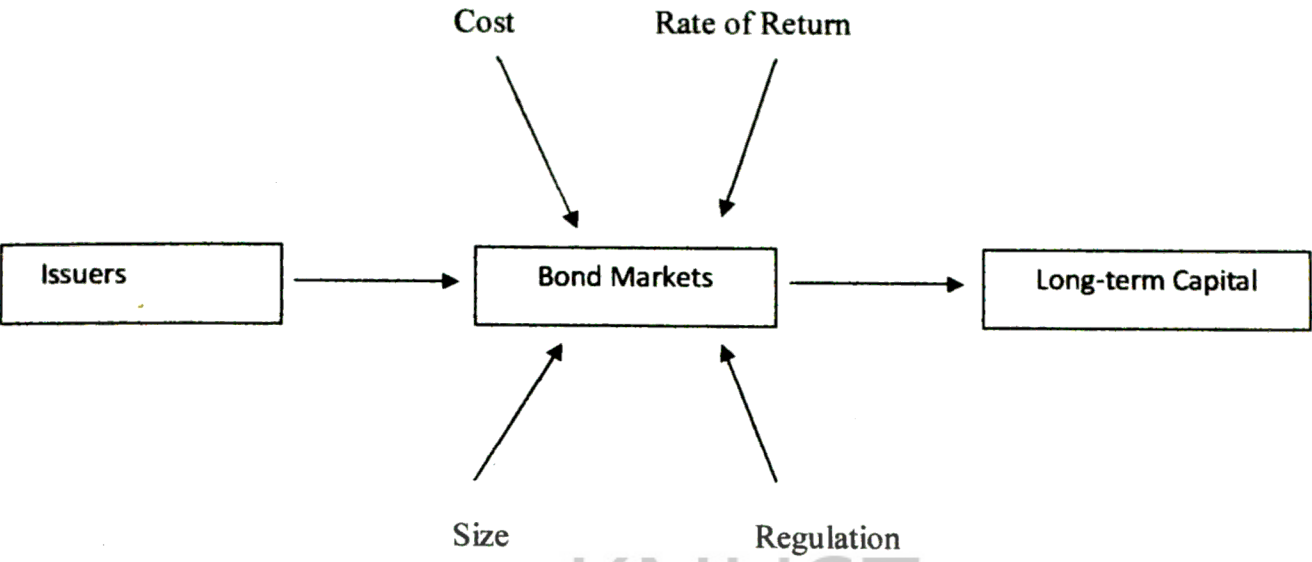 Cost Rate of Return
Issuers Bond Markets Long-term Capital
Size Regulation